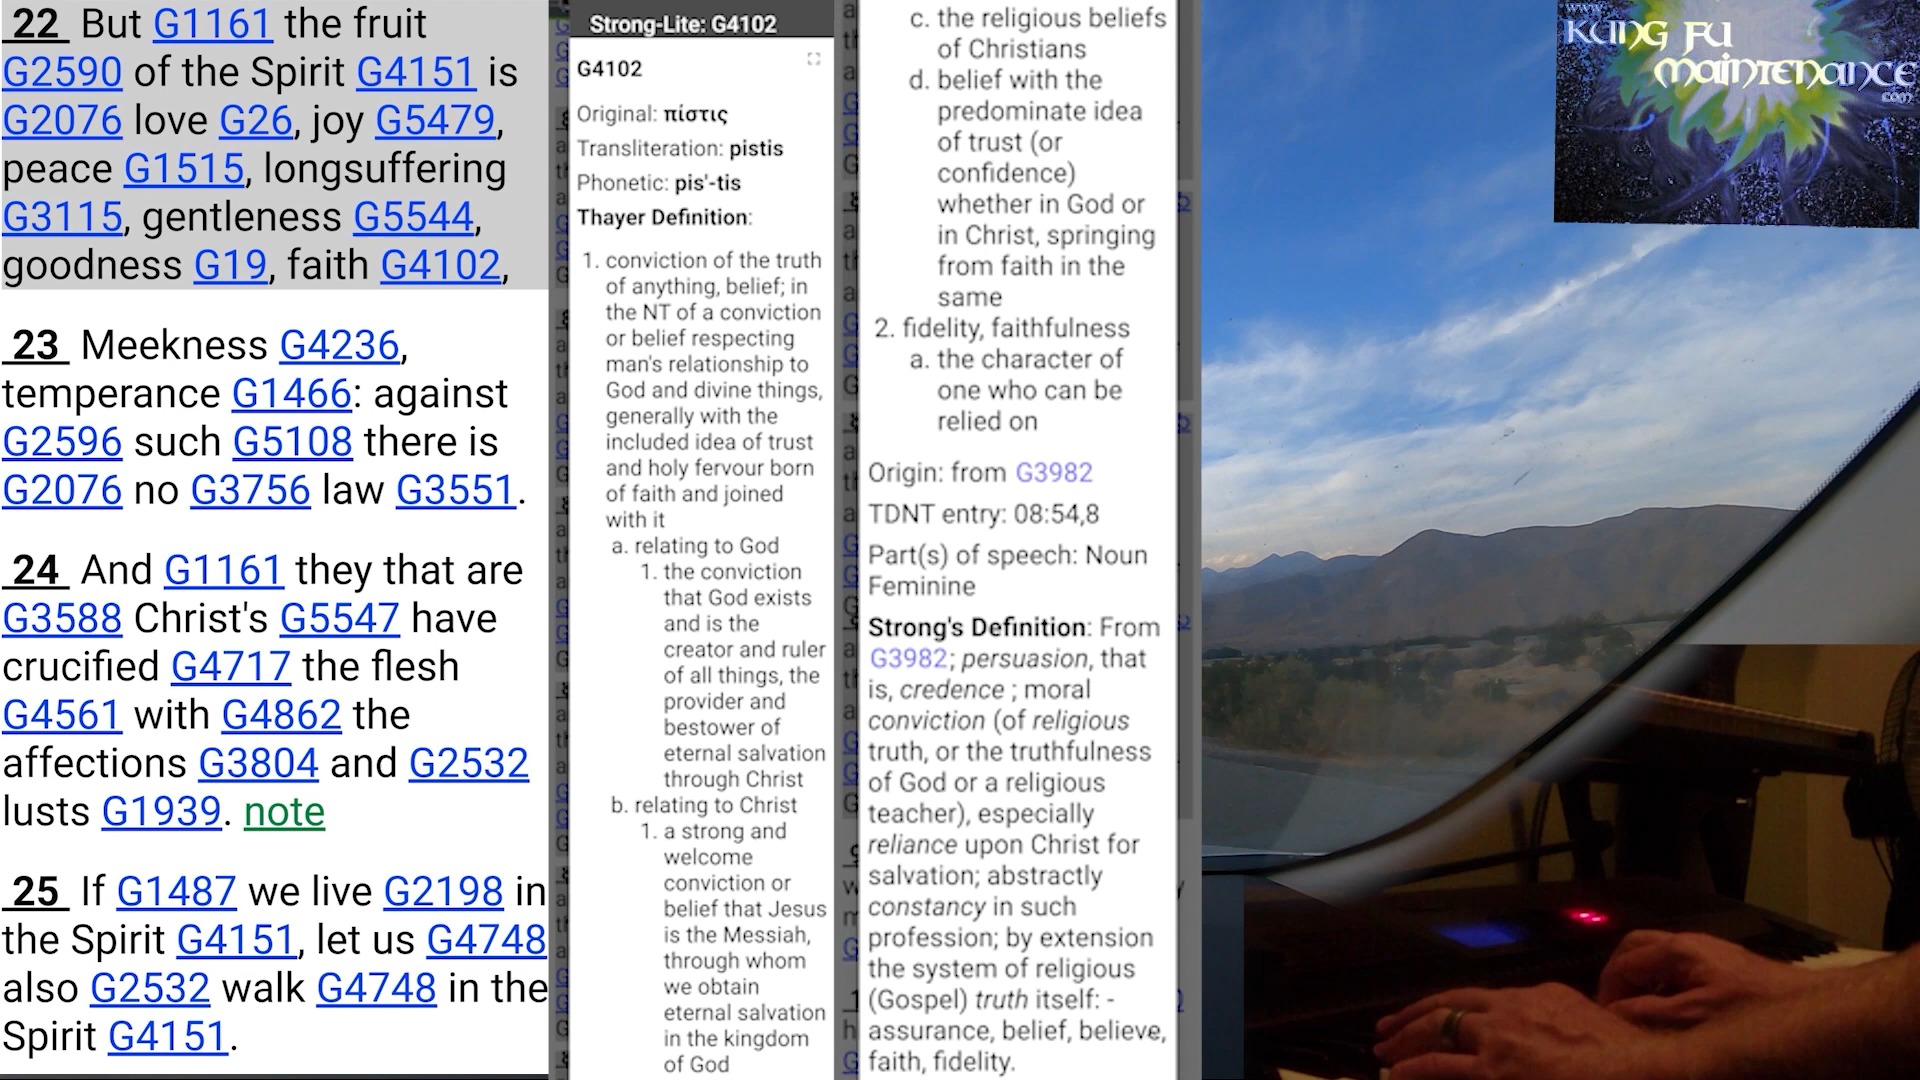 22 But G1161 the fruit
G2590 of the Spirit G4151 is
G2076 love G26, joy G5479,
peace G1515, longsuffering
G3115, gentleness G5544,
goodness G19, faith G4102,
23 Meekness G4236,
temperance G1466: against
G2596 such G5108 there is
G2076 no G3756 law G3551.
24 And G1161 they that are
G3588 Christ's G5547 have
crucified G4717 the flesh
G4561 with G4862 the
affections G3804 and G2532
lusts G1939. note
25 If G1487 we live G2198 in
the Spirit G4151, let us G4748
also G2532 walk G4748 in the
Spirit G4151.
Strong-Lite: G4102
G4102
Original: πίστις
Transliteration: pistis
Phonetic: pis'-tis
Thayer Definition:
1. conviction of the truth
of anything, belief; in
the NT of a conviction
or belief respecting
man's relationship to
God and divine things,
generally with the
included idea of trust
and holy fervour born
of faith and joined
with it
a. relating to God
1. the conviction
that God exists
and is the
creator and ruler
of all things, the
provider and
bestower of
eternal salvation
through Christ
b. relating to Christ
1. a strong and
welcome
conviction or
belief that Jesus
is the Messiah,
through whom
we obtain
eternal salvation
in the kingdom
of God
c. the religious beliefs
of Christians
d. belief with the
predominate idea
of trust (or
confidence)
whether in God or
in Christ, springing
from faith in the
same
2. fidelity, faithfulness
a. the character of
one who can be
relied on
Origin: from G3982
TDNT entry: 08:54,8
Part(s) of speech: Noun
Feminine
Strong's Definition: From
G3982; persuasion, that
is, credence ; moral
conviction (of religious
truth, or the truthfulness
of God or a religious
teacher), especially
reliance upon Christ for
salvation; abstractly
constancy in such
profession; by extension
the system of religious
(Gospel) truth itself: -
assurance, belief, believe,
faith, fidelity.
www.
KUNG FU
MAINTENANCE
.com